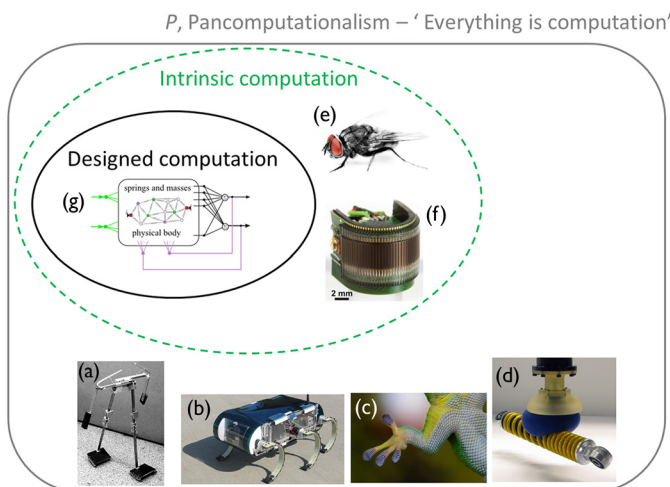 P, Pancomputationalism – ‘ Everything is computation’
Intrinsic computation
(e)
Designed computation
(g)
springs and masses
physical body
(f)
2 mm
(a)
(b)
(c)
(d)